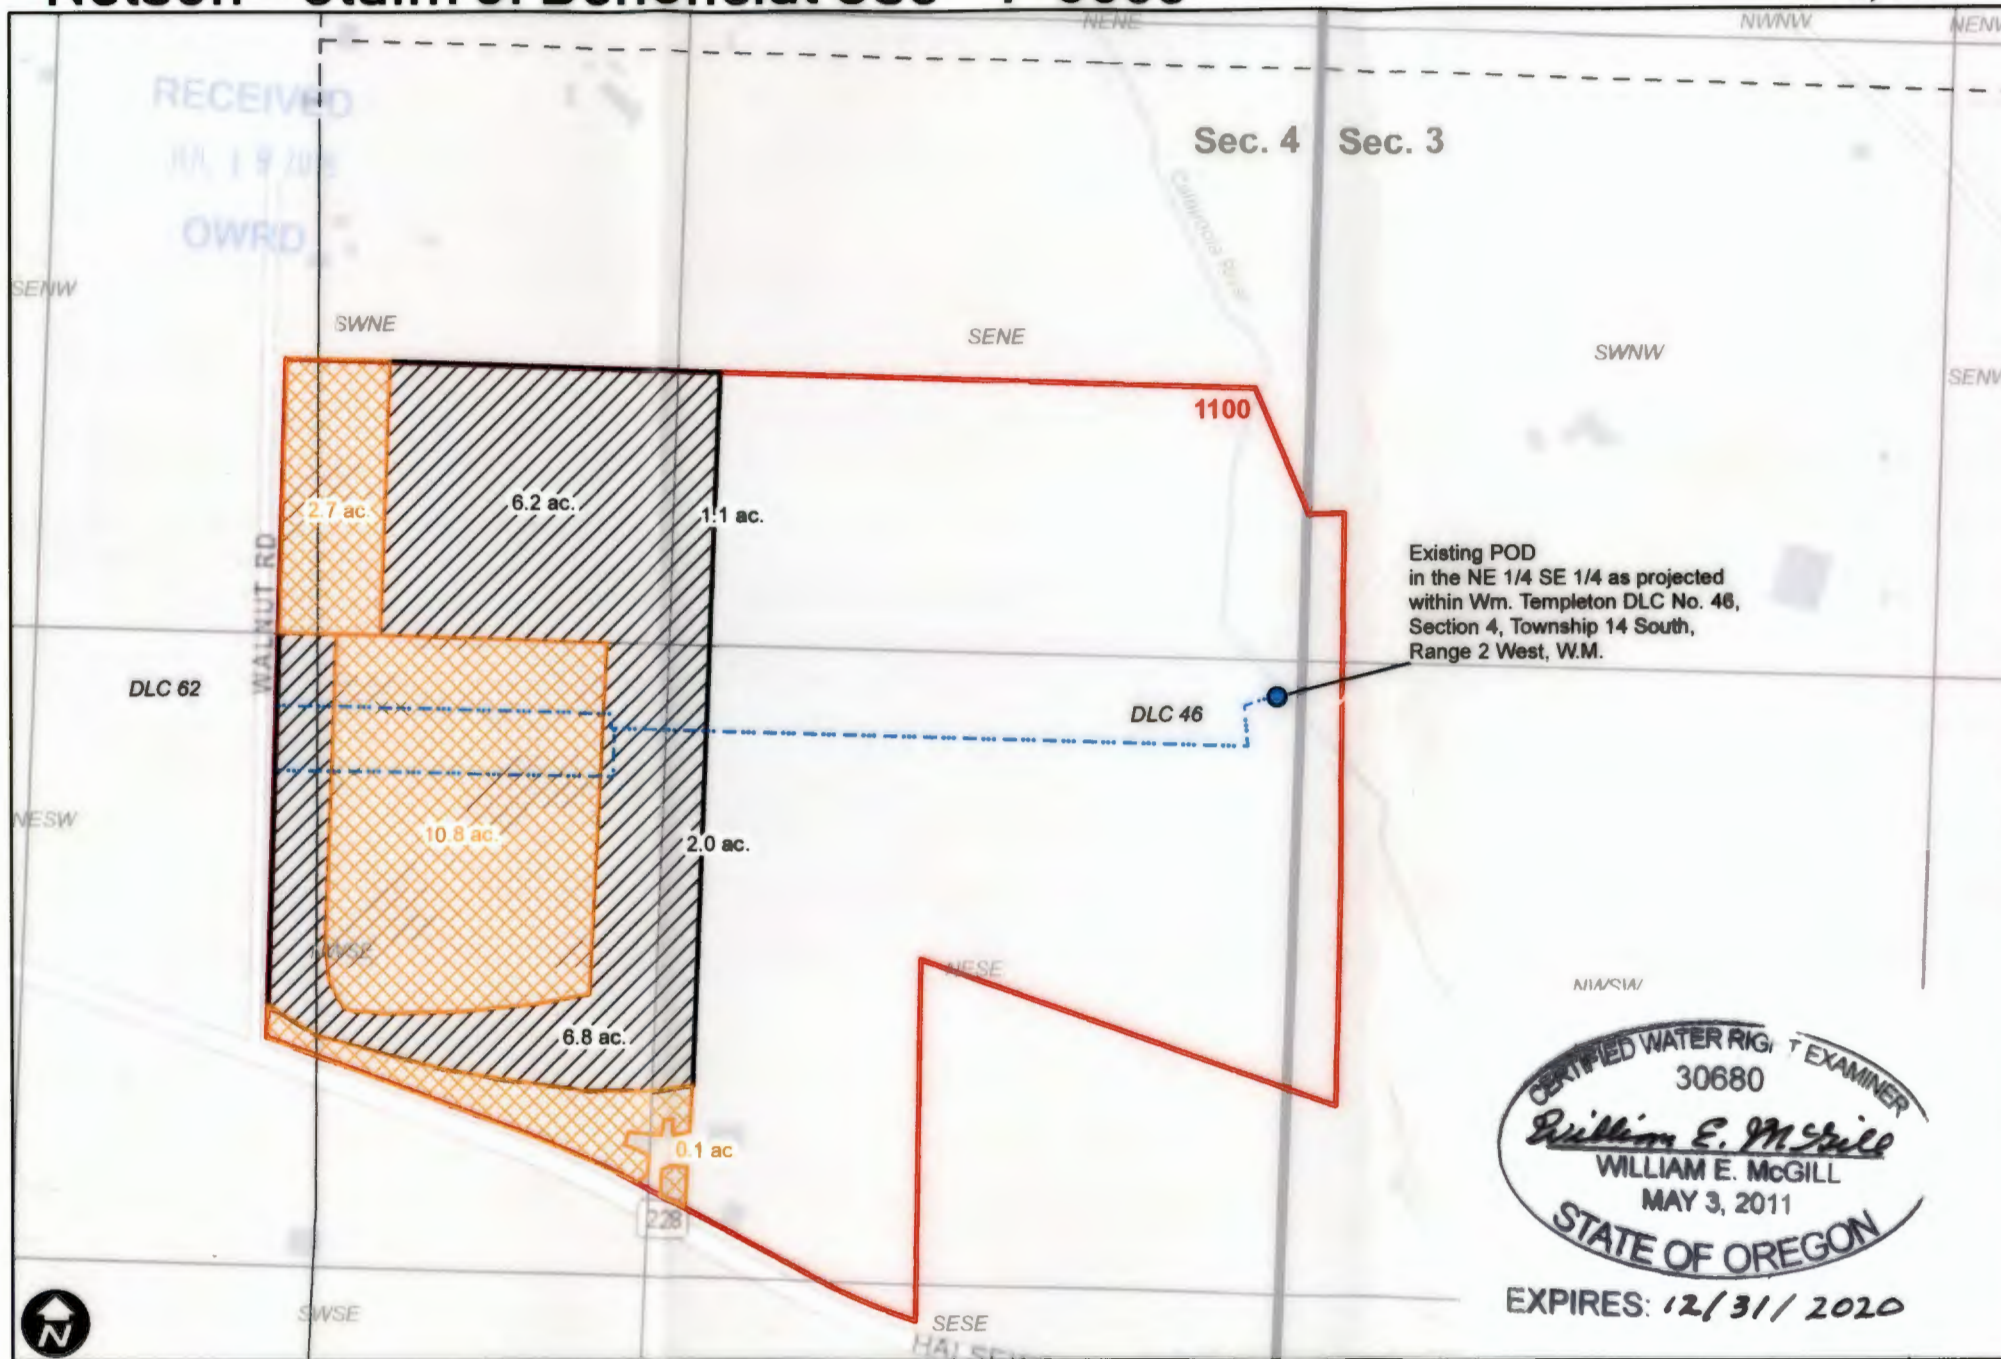 NENE
NWNW
RECEIVED
OWRD
Sec. 4
Sec. 3
Calapooia River
SENW
SWNE
SENE
SWNW
1100
2.7 ac.
6.2 ac.
1.1 ac.
WALNUT RD
Existing POD
in the NE 1/4 SE 1/4 as projected
within Wm. Templeton DLC No. 46,
Section 4, Township 14 South,
Range 2 West, W.M.
DLC 62
DLC 46
NESW
10.8 ac.
2.0 ac.
NWSE
NESE
NWSW
6.8 ac.
0.1 ac
228
CERTIFIED WATER RIG T EXAMINER
30680
William E. McGill
WILLIAM E. McGILL
MAY 3, 2011
STATE OF OREGON
EXPIRES: 12/31/2020
N
SWSE
SESE